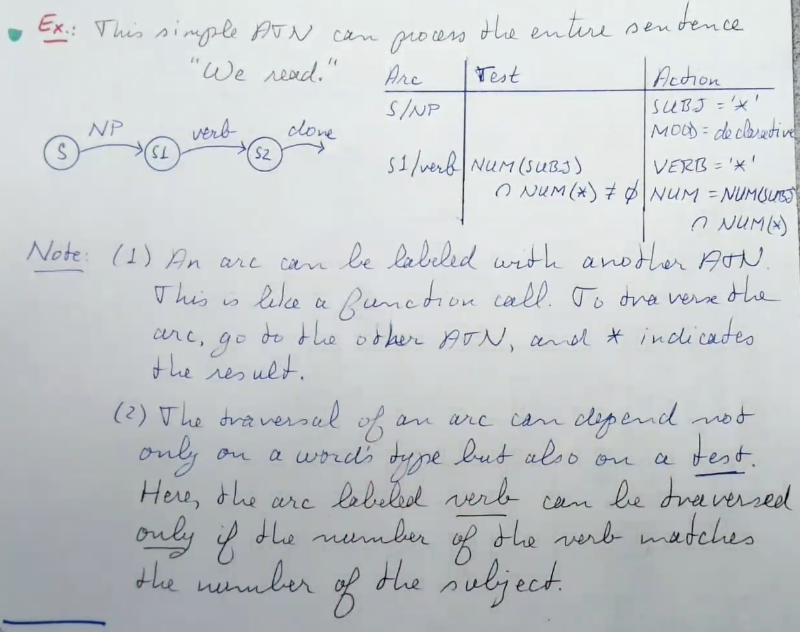 Ex.: This simple ATN can process the entire sentence
"We read."
Arc Test Action
S/NP SUBJ = '*'
MOOD = declarative
NP verb done
S S1 S2
S1/verb NUM(SUBJ) VERB = '*'
∩ NUM(*) ≠ ∅ NUM = NUM(SUBJ)
∩ NUM(*)
Note: (1) An arc can be labeled with another ATN.
This is like a function call. To traverse the
arc, go to the other ATN, and * indicates
the result.
(2) The traversal of an arc can depend not
only on a word's type but also on a test.
Here, the arc labeled verb can be traversed
only if the number of the verb matches
the number of the subject.